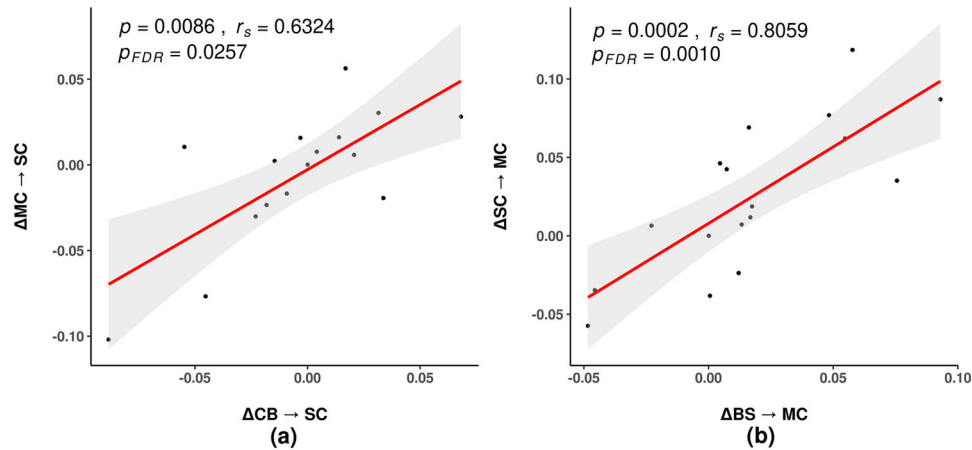 p = 0.0086 , r_s = 0.6324
p_FDR = 0.0257
ΔMC → SC
0.05
0.00
-0.05
-0.10
-0.05
0.00
0.05
ΔCB → SC
(a)
p = 0.0002 , r_s = 0.8059
p_FDR = 0.0010
ΔSC → MC
0.10
0.05
0.00
-0.05
-0.05
0.00
0.05
0.10
ΔBS → MC
(b)